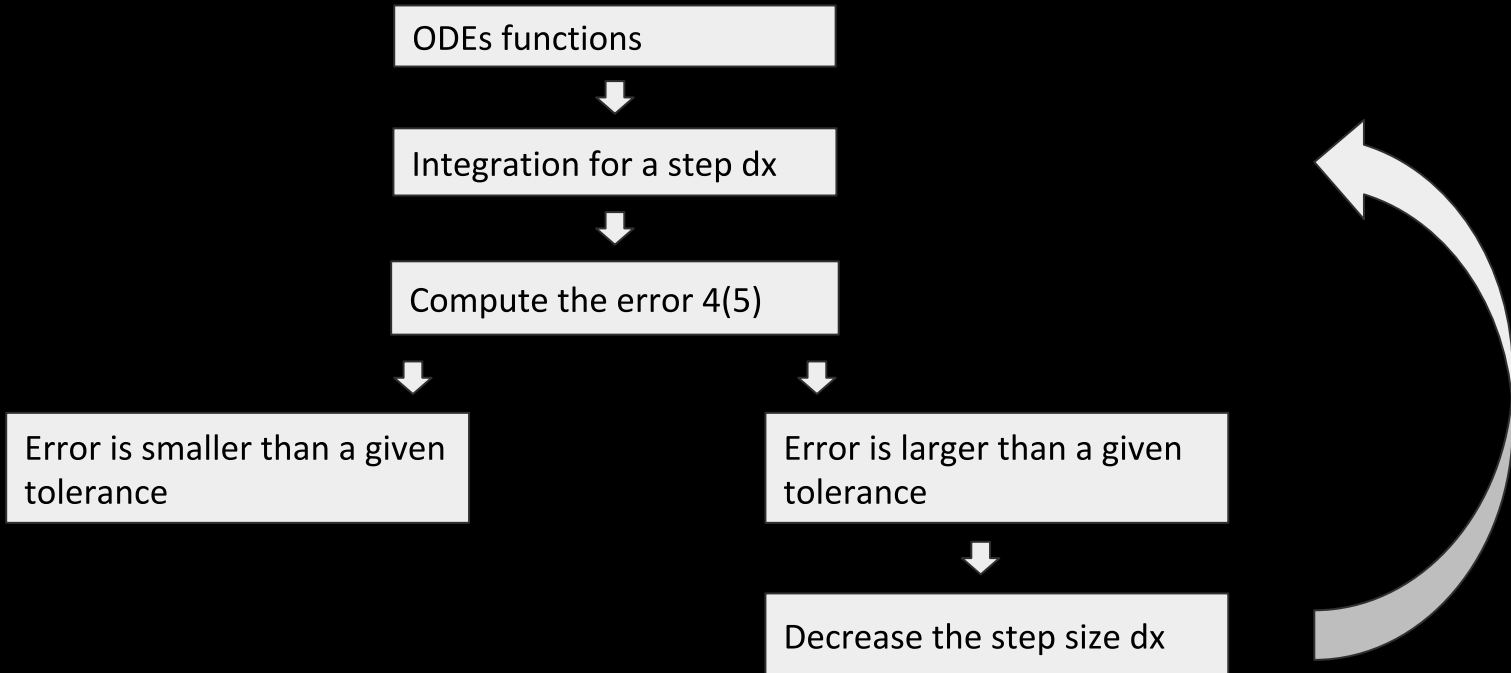 ODEs functions
Integration for a step dx
Compute the error 4(5)
Error is smaller than a given
tolerance
Error is larger than a given
tolerance
Decrease the step size dx